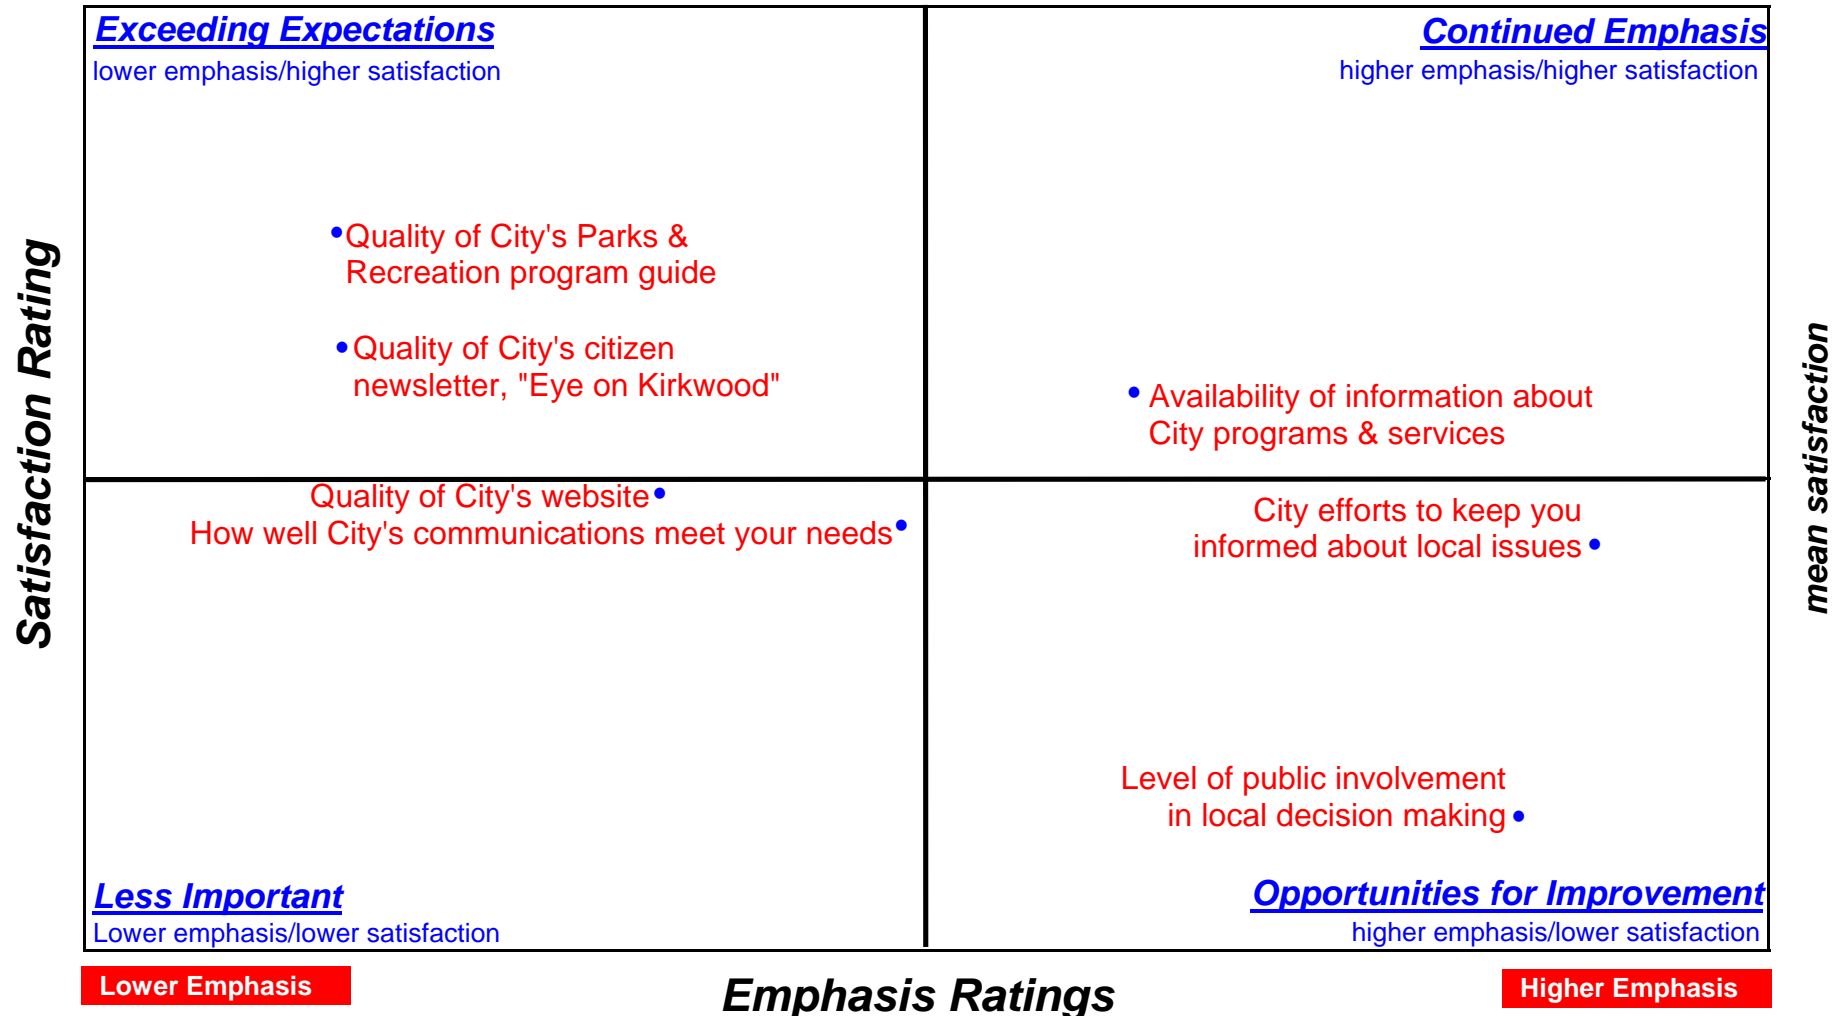 Exceeding Expectations
lower emphasis/higher satisfaction
Continued Emphasis
higher emphasis/higher satisfaction
Satisfaction Rating
Quality of City's Parks &
Recreation program guide
Quality of City's citizen
newsletter, "Eye on Kirkwood"
Availability of information about
City programs & services
mean satisfaction
Quality of City's website
How well City's communications meet your needs
City efforts to keep you
informed about local issues
Level of public involvement
in local decision making
Less Important
Lower emphasis/lower satisfaction
Opportunities for Improvement
higher emphasis/lower satisfaction
Lower Emphasis
Emphasis Ratings
Higher Emphasis